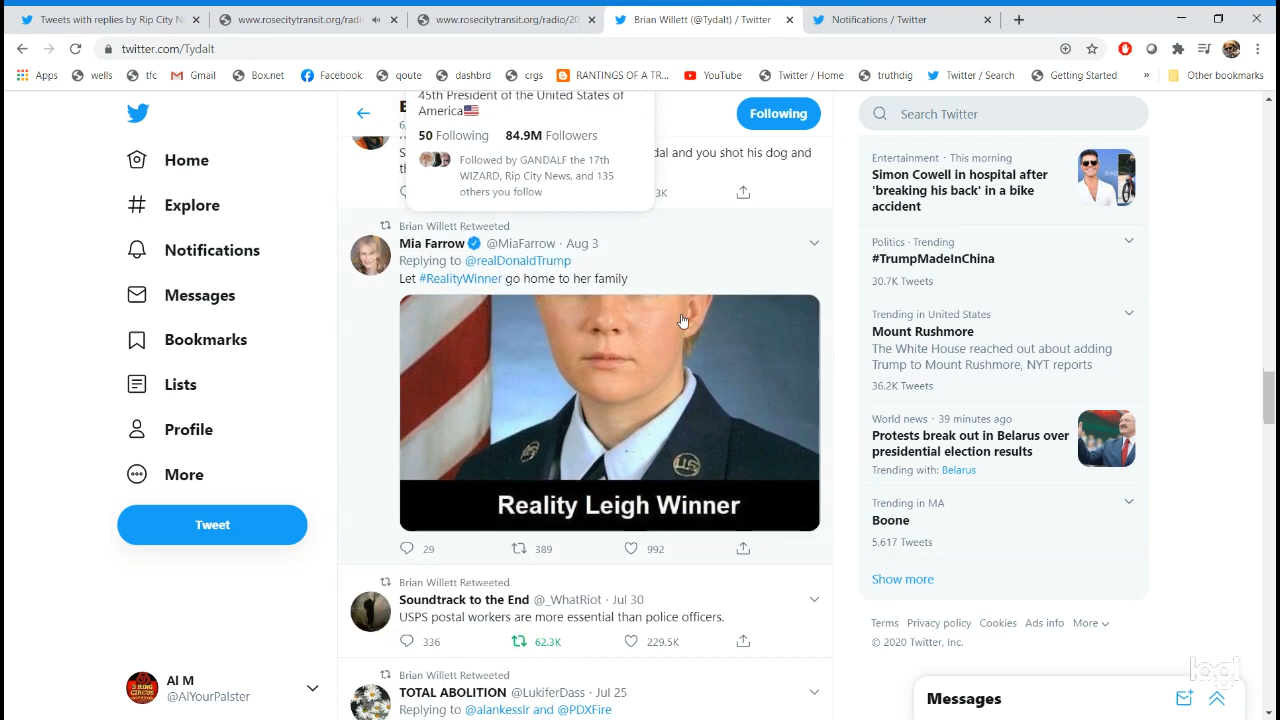 Tweets with replies by Rip City N
www.rosecitytransit.org/radi
www.rosecitytransit.org/radio/20
Brian Willett (@Tydalt) / Twitter
Notifications / Twitter
twitter.com/Tydalt
Apps
wells
tfc
Gmail
Box.net
Facebook
qoute
dashbrd
crgs
RANTINGS OF A TR...
YouTube
Twitter / Home
truthdig
Twitter / Search
Getting Started
»
Other bookmarks
Home
Explore
Notifications
Messages
Bookmarks
Lists
Profile
More
Tweet
Al M
@AlYourPalster
45th President of the United States of
America
50 Following 84.9M Followers
Followed by GANDALF the 17th
WIZARD, Rip City News, and 135
others you follow
Following
dal and you shot his dog and
3K
Brian Willett Retweeted
Mia Farrow @MiaFarrow · Aug 3
Replying to @realDonaldTrump
Let #RealityWinner go home to her family
US
Reality Leigh Winner
29 389 992
Brian Willett Retweeted
Soundtrack to the End @_WhatRiot · Jul 30
USPS postal workers are more essential than police officers.
336 62.3K 229.5K
Brian Willett Retweeted
TOTAL ABOLITION @LukiferDass · Jul 25
Replying to @alankesslr and @PDXFire
Search Twitter
Entertainment · This morning
Simon Cowell in hospital after
'breaking his back' in a bike
accident
Politics · Trending
#TrumpMadeInChina
30.7K Tweets
Trending in United States
Mount Rushmore
The White House reached out about adding
Trump to Mount Rushmore, NYT reports
36.2K Tweets
World news · 39 minutes ago
Protests break out in Belarus over
presidential election results
Trending with: Belarus
Trending in MA
Boone
5,617 Tweets
Show more
Terms Privacy policy Cookies Ads info More
© 2020 Twitter, Inc.
logi
Messages